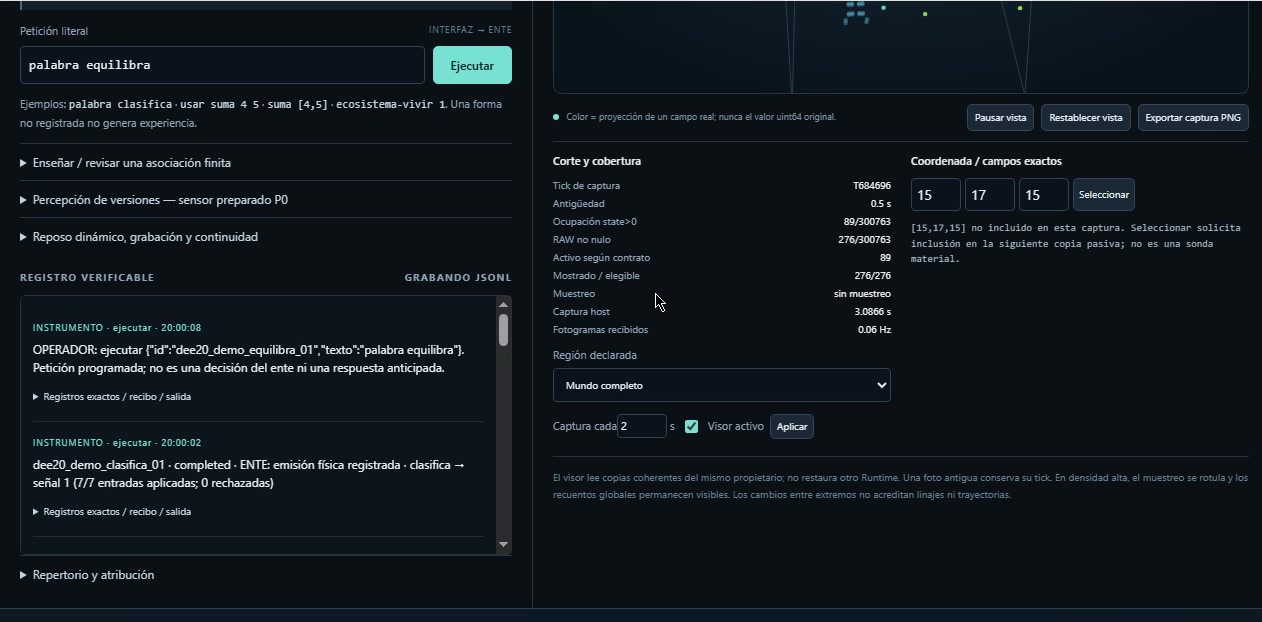 Petición literal
INTERFAZ → ENTE
palabra equilibra
Ejecutar
Ejemplos: palabra clasifica · usar suma 4 5 · suma [4,5] · ecosistema-vivir 1. Una forma
no registrada no genera experiencia.
▶ Enseñar / revisar una asociación finita
▶ Percepción de versiones — sensor preparado P0
▶ Reposo dinámico, grabación y continuidad
REGISTRO VERIFICABLE
GRABANDO JSONL
INSTRUMENTO · ejecutar · 20:00:08
OPERADOR: ejecutar {"id":"dee20_demo_equilibra_01","texto":"palabra equilibra"}.
Petición programada; no es una decisión del ente ni una respuesta anticipada.
▶ Registros exactos / recibo / salida
INSTRUMENTO · ejecutar · 20:00:02
dee20_demo_clasifica_01 · completed · ENTE: emisión física registrada · clasifica →
señal 1 (7/7 entradas aplicadas; 0 rechazadas)
▶ Registros exactos / recibo / salida
▶ Repertorio y atribución
Color = proyección de un campo real; nunca el valor uint64 original.
Pausar vista
Restablecer vista
Exportar captura PNG
Corte y cobertura
Tick de captura T684696
Antigüedad 0.5 s
Ocupación state>0 89/300763
RAW no nulo 276/300763
Activo según contrato 89
Mostrado / elegible 276/276
Muestreo sin muestreo
Captura host 3.0866 s
Fotogramas recibidos 0.06 Hz
Región declarada
Mundo completo
Captura cada 2 s Visor activo Aplicar
Coordenada / campos exactos
15 17 15 Seleccionar
[15,17,15] no incluido en esta captura. Seleccionar solicita
inclusión en la siguiente copia pasiva; no es una sonda
material.
El visor lee copias coherentes del mismo propietario; no restaura otro Runtime. Una foto antigua conserva su tick. En densidad alta, el muestreo se rotula y los
recuentos globales permanecen visibles. Los cambios entre extremos no acreditan linajes ni trayectorias.